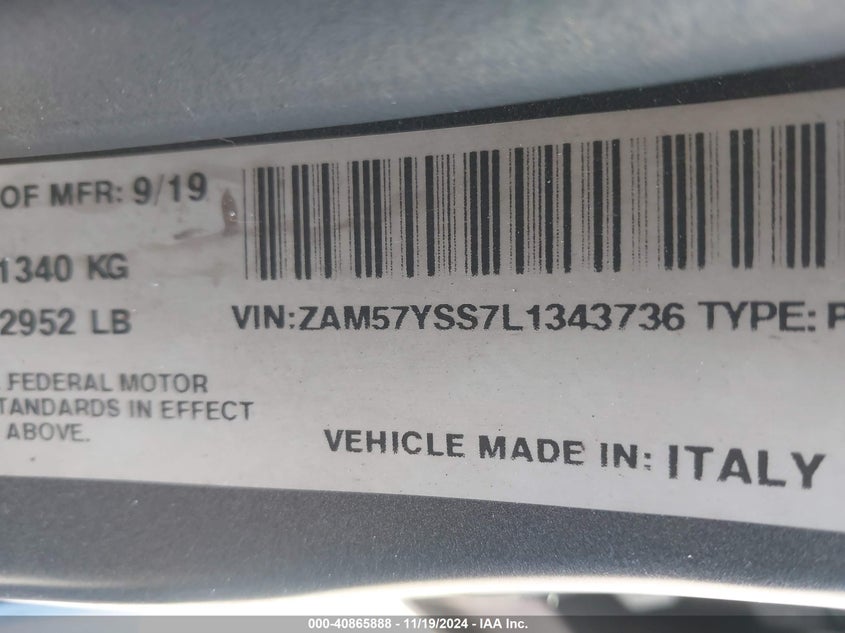 OF MFR: 9/19
1340 KG
2952 LB
VIN:ZAM57YSS7L1343736 TYPE: P
FEDERAL MOTOR
TANDARDS IN EFFECT
ABOVE.
VEHICLE MADE IN: ITALY
000-40865888 - 11/19/2024 - IAA Inc.